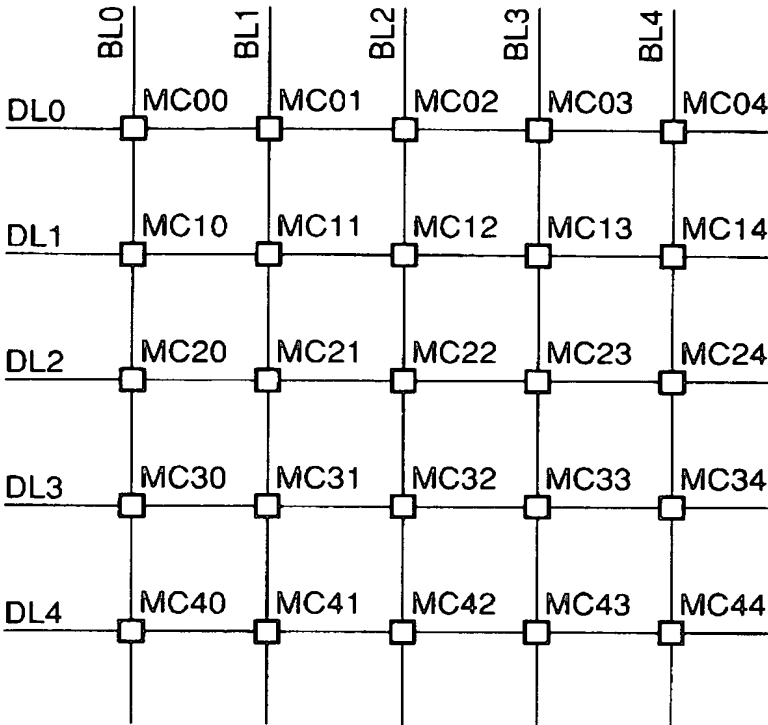 BL0 BL1 BL2 BL3 BL4
DL0 MC00 MC01 MC02 MC03 MC04
DL1 MC10 MC11 MC12 MC13 MC14
DL2 MC20 MC21 MC22 MC23 MC24
DL3 MC30 MC31 MC32 MC33 MC34
DL4 MC40 MC41 MC42 MC43 MC44